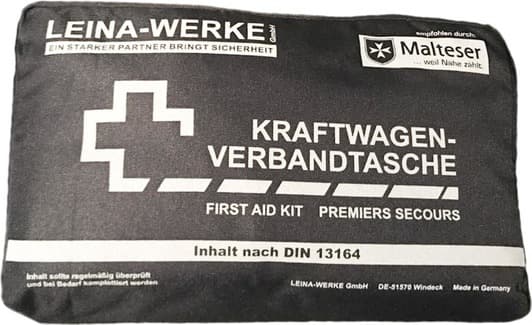 LEINA-WERKE GmbH
EIN STARKER PARTNER BRINGT SICHERHEIT
empfohlen durch:
Malteser
... weil Nähe zählt.
KRAFTWAGEN-
VERBANDTASCHE
FIRST AID KIT PREMIERS SECOURS
Inhalt nach DIN 13164
Inhalt sollte regelmäßig überprüft
und bei Bedarf komplettiert werden
LEINA-WERKE GmbH DE-51570 Windeck Made in Germany